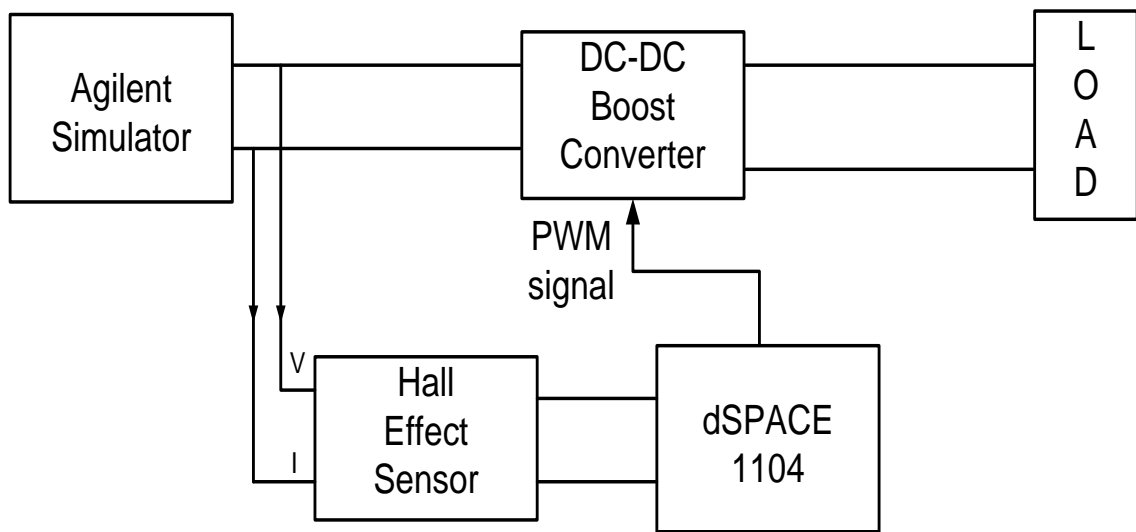 Agilent
Simulator
DC-DC
Boost
Converter
L
O
A
D
PWM
signal
V
I
Hall
Effect
Sensor
dSPACE
1104